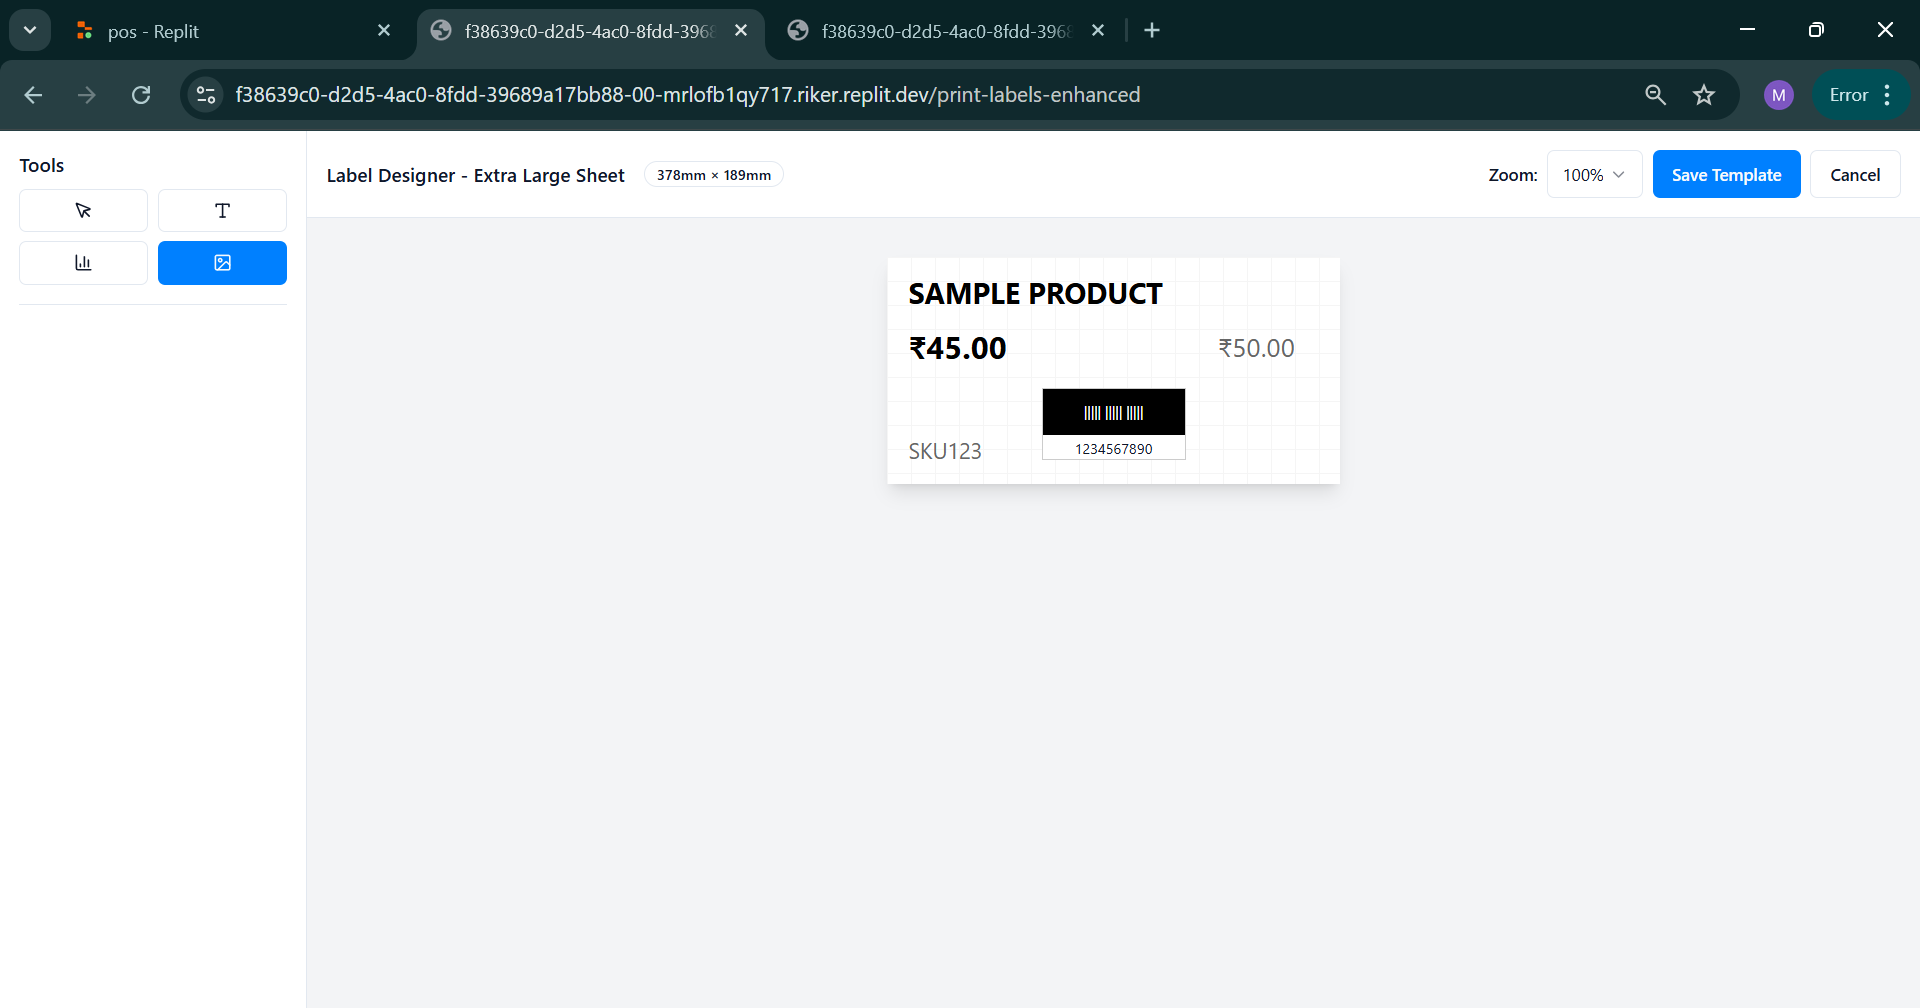 pos - Replit
f38639c0-d2d5-4ac0-8fdd-3968
f38639c0-d2d5-4ac0-8fdd-3968
f38639c0-d2d5-4ac0-8fdd-39689a17bb88-00-mrlofb1qy717.riker.replit.dev/print-labels-enhanced
M
Error
Tools
Label Designer - Extra Large Sheet
378mm × 189mm
Zoom:
100%
Save Template
Cancel
SAMPLE PRODUCT
₹45.00
₹50.00
SKU123
1234567890